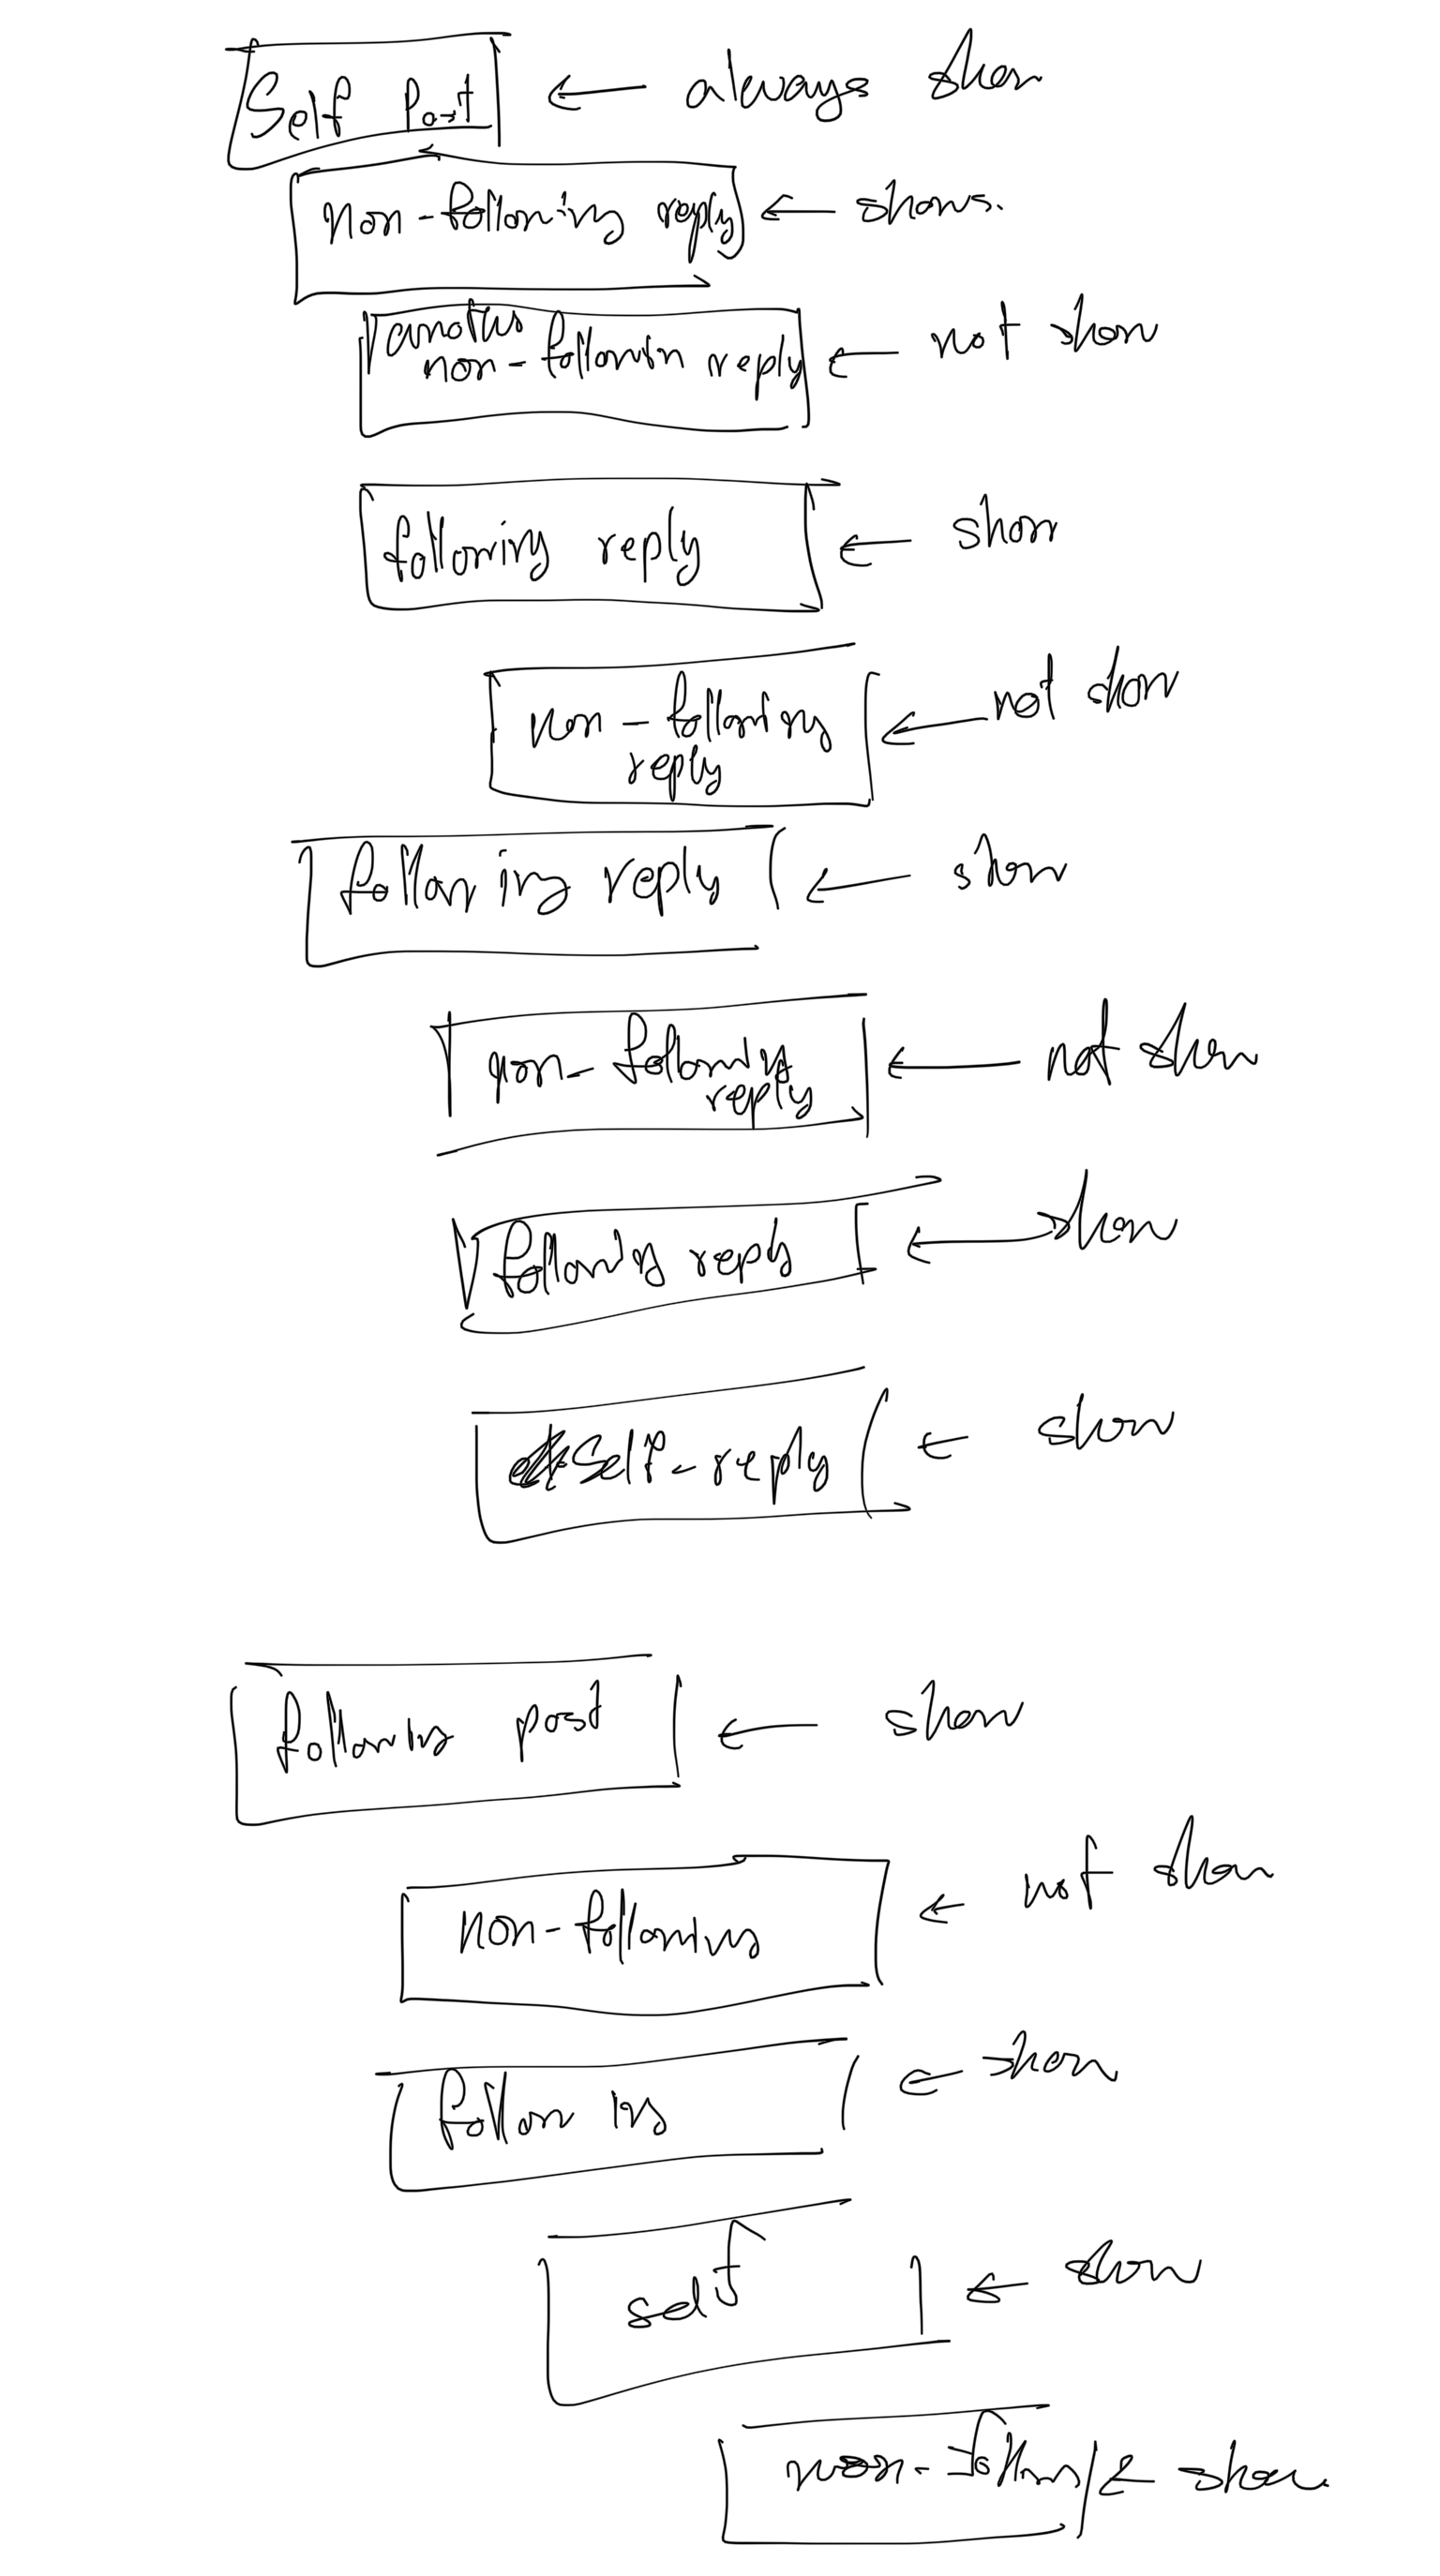 Self Post ← always show
Non-following reply ← shows.
another
non-followin reply ← not show
following reply ← show
non-following ← not show
reply
following reply ← show
non-following ← not show
reply
following reply ← show
self-reply ← show
following post ← show
non-following ← not show
following ← show
self ← show
non-follow ← show